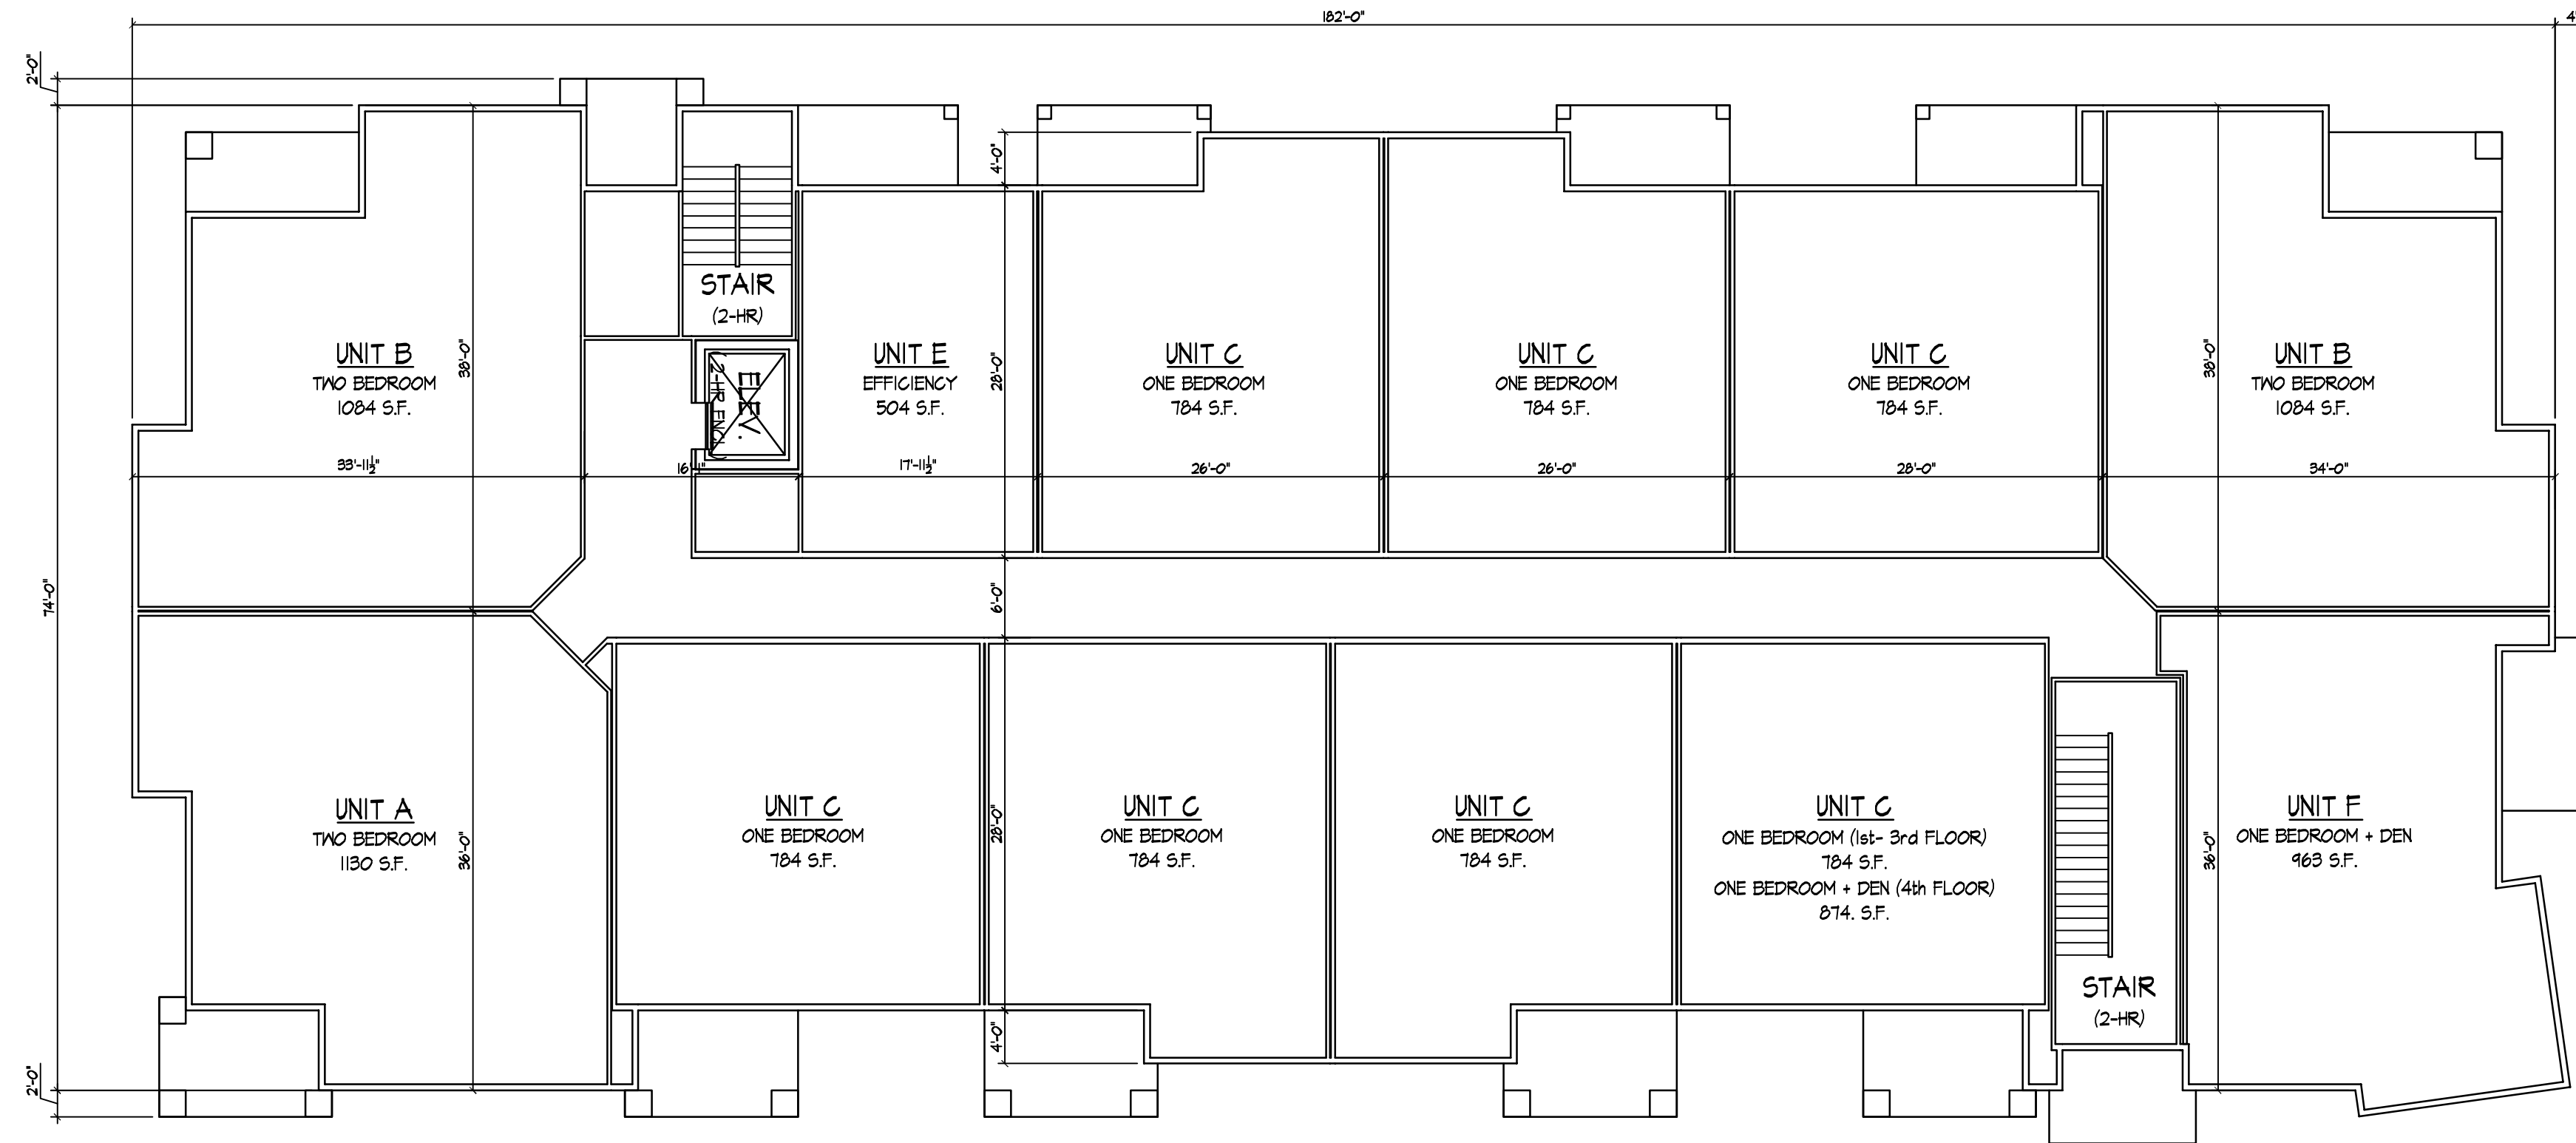 182'-0"
4'
2'-0"
4'-0"
STAIR
(2-HR)
UNIT B
TWO BEDROOM
1084 S.F.
38'-0"
ELEV.
(2-HR ENCL.)
UNIT E
EFFICIENCY
504 S.F.
28'-0"
UNIT C
ONE BEDROOM
784 S.F.
UNIT C
ONE BEDROOM
784 S.F.
UNIT C
ONE BEDROOM
784 S.F.
38'-0"
UNIT B
TWO BEDROOM
1084 S.F.
33'-11½"
16'-1"
17'-11½"
26'-0"
26'-0"
28'-0"
34'-0"
74'-0"
6'-0"
UNIT A
TWO BEDROOM
1130 S.F.
36'-0"
UNIT C
ONE BEDROOM
784 S.F.
28'-0"
UNIT C
ONE BEDROOM
784 S.F.
UNIT C
ONE BEDROOM
784 S.F.
UNIT C
ONE BEDROOM (1st- 3rd FLOOR)
784 S.F.
ONE BEDROOM + DEN (4th FLOOR)
874. S.F.
36'-0"
UNIT F
ONE BEDROOM + DEN
963 S.F.
STAIR
(2-HR)
4'-0"
2'-0"